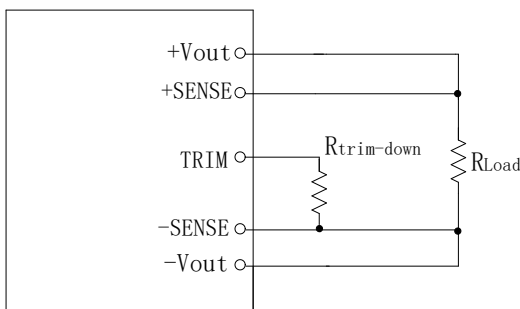 +Vout
+SENSE
TRIM
Rtrim-down
RLoad
-SENSE
-Vout